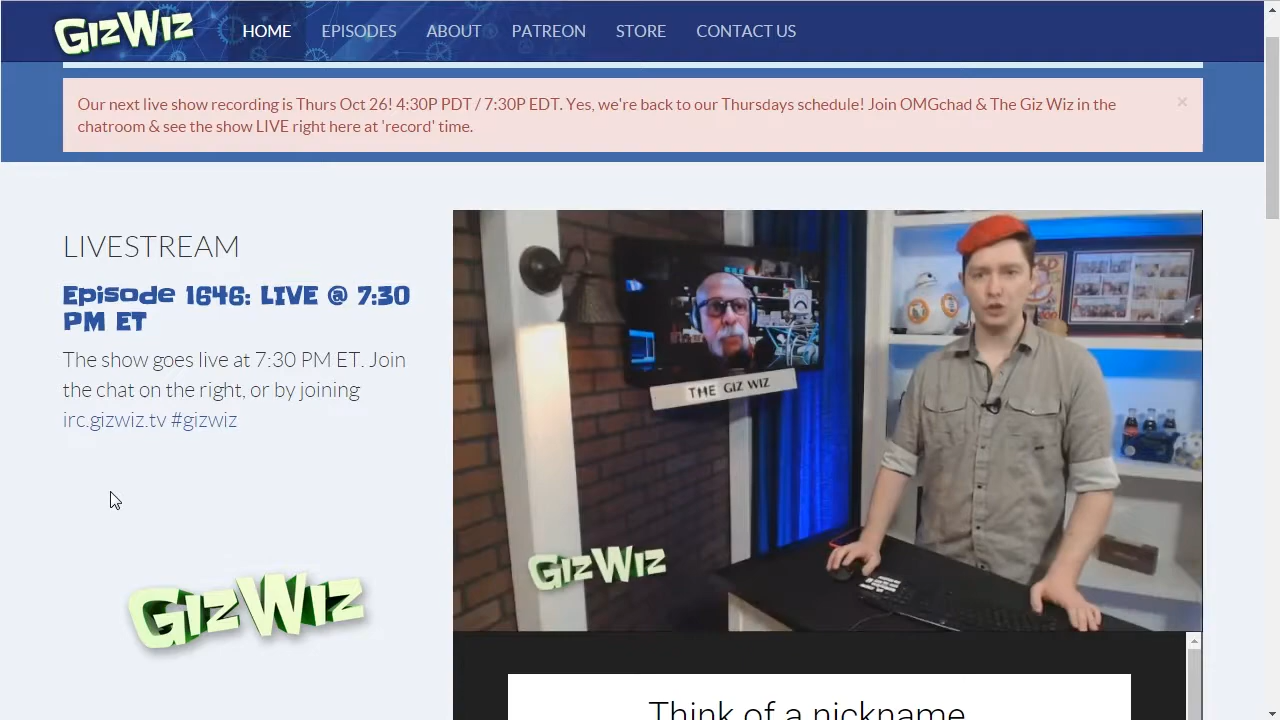 GizWiz
HOME EPISODES ABOUT PATREON STORE CONTACT US
Our next live show recording is Thurs Oct 26! 4:30P PDT / 7:30P EDT. Yes, we're back to our Thursdays schedule! Join OMGchad & The Giz Wiz in the
chatroom & see the show LIVE right here at 'record' time.
×
LIVESTREAM
Episode 1646: LIVE @ 7:30
PM ET
The show goes live at 7:30 PM ET. Join
the chat on the right, or by joining
irc.gizwiz.tv #gizwiz
GizWiz
THE GIZ WIZ
GizWiz
Think of a nickname